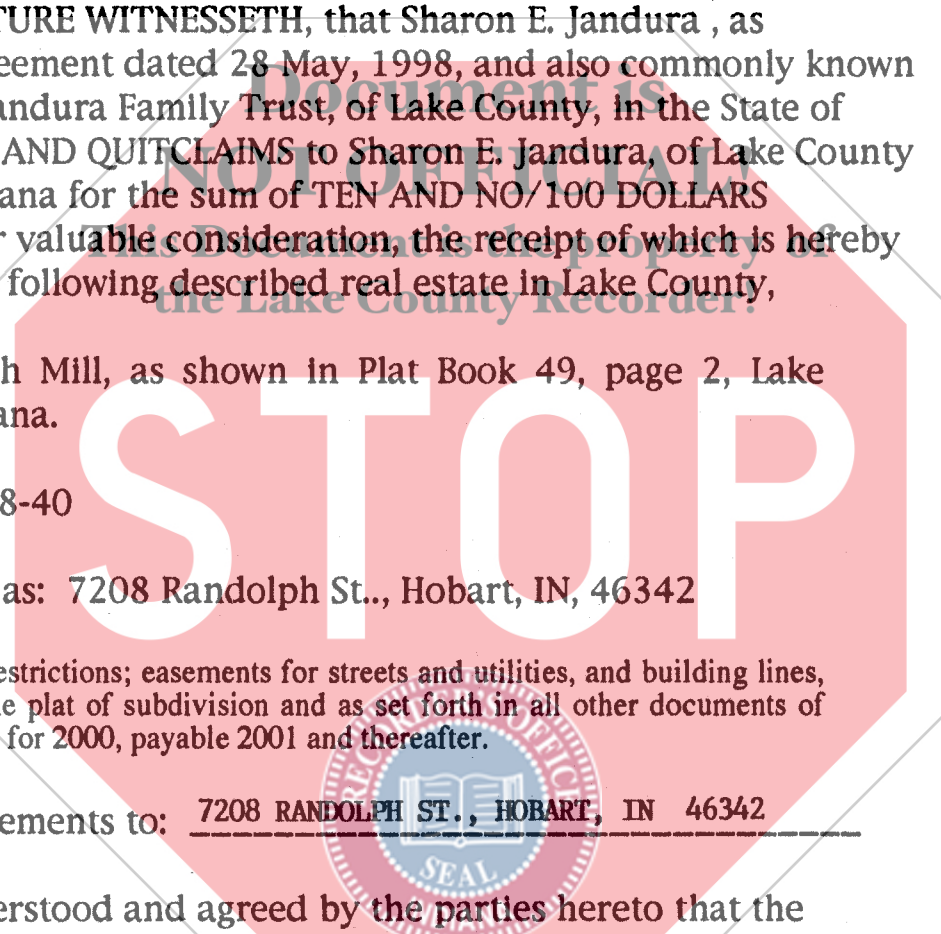 TURE WITNESSETH, that Sharon E. Jandura , as
eement dated 28 May, 1998, and also commonly known
andura Family Trust, of Lake County, in the State of
AND QUITCLAIMS to Sharon E. Jandura, of Lake County
ana for the sum of TEN AND NO/100 DOLLARS
r valuable consideration, the receipt of which is hereby
following described real estate in Lake County,
Document is
NOT OFFICIAL!
This Document is the property of
the Lake County Recorder!
h Mill, as shown in Plat Book 49, page 2, Lake
ana.
STOP
8-40
as: 7208 Randolph St.., Hobart, IN, 46342
estrictions; easements for streets and utilities, and building lines,
e plat of subdivision and as set forth in all other documents of
for 2000, payable 2001 and thereafter.
ements to: 7208 RANDOLPH ST., HOBART, IN 46342
SEAL
erstood and agreed by the parties hereto that the